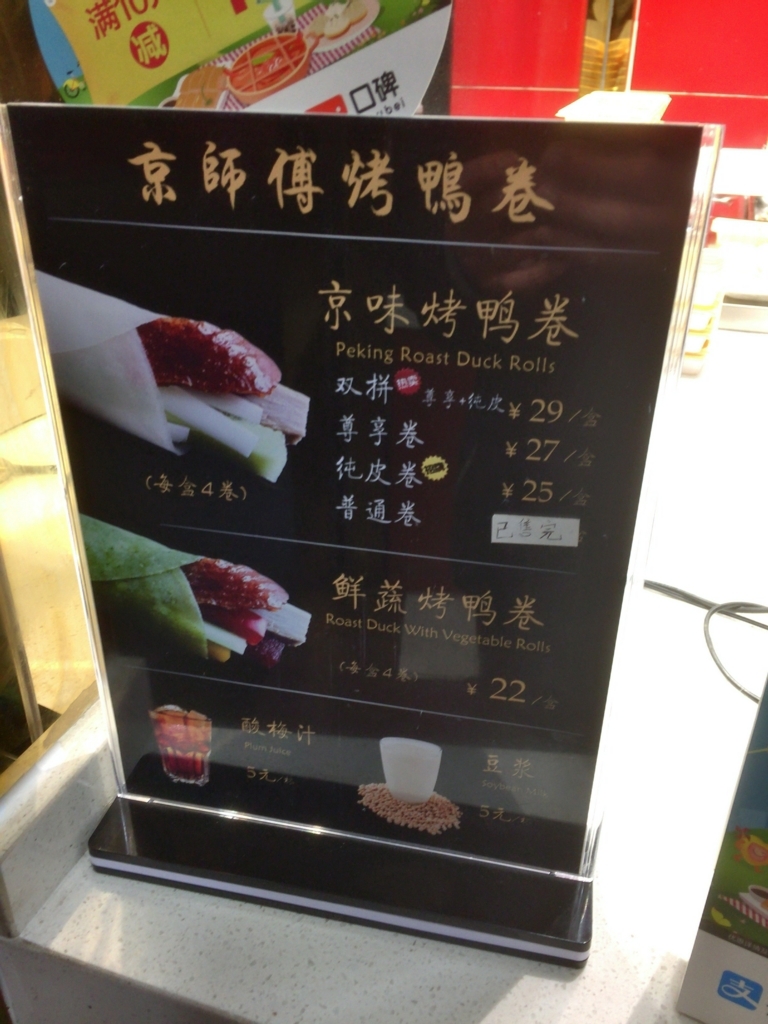 满10
减
口碑
京師傅烤鴨卷
京味烤鸭卷
Peking Roast Duck Rolls
双拼 热卖 尊享+纯皮 ¥29/盒
尊享卷 ¥27/盒
纯皮卷 ¥25/盒
普通卷 已售完
(每盒4卷)
鲜蔬烤鸭卷
Roast Duck With Vegetable Rolls
(每盒4卷) ¥22/盒
酸梅汁
Plum Juice
5元/
豆浆
Soybean Milk
5元/
支